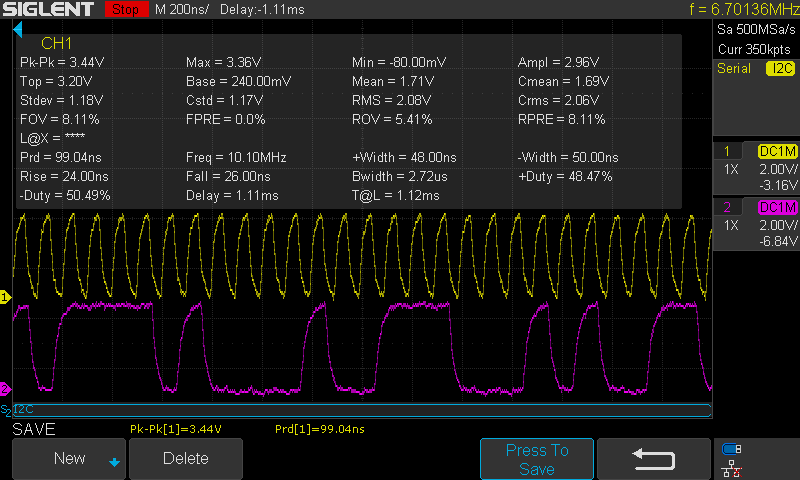 SIGLENT Stop M 200ns/ Delay:-1.11ms f = 6.70136MHz
Sa 500MSa/s
Curr 350kpts
Serial I2C
CH1
Pk-Pk = 3.44V Max = 3.36V Min = -80.00mV Ampl = 2.96V
Top = 3.20V Base = 240.00mV Mean = 1.71V Cmean = 1.69V
Stdev = 1.18V Cstd = 1.17V RMS = 2.08V Crms = 2.06V
FOV = 8.11% FPRE = 0.0% ROV = 5.41% RPRE = 8.11%
L@X = ****
Prd = 99.04ns Freq = 10.10MHz +Width = 48.00ns -Width = 50.00ns
Rise = 24.00ns Fall = 26.00ns Bwidth = 2.72us +Duty = 48.47%
-Duty = 50.49% Delay = 1.11ms T@L = 1.12ms
1 DC1M
1X 2.00V/
-3.16V
2 DC1M
1X 2.00V/
-6.84V
1
2
S2 I2C
SAVE Pk-Pk[1]=3.44V Prd[1]=99.04ns
New Delete Press To
Save